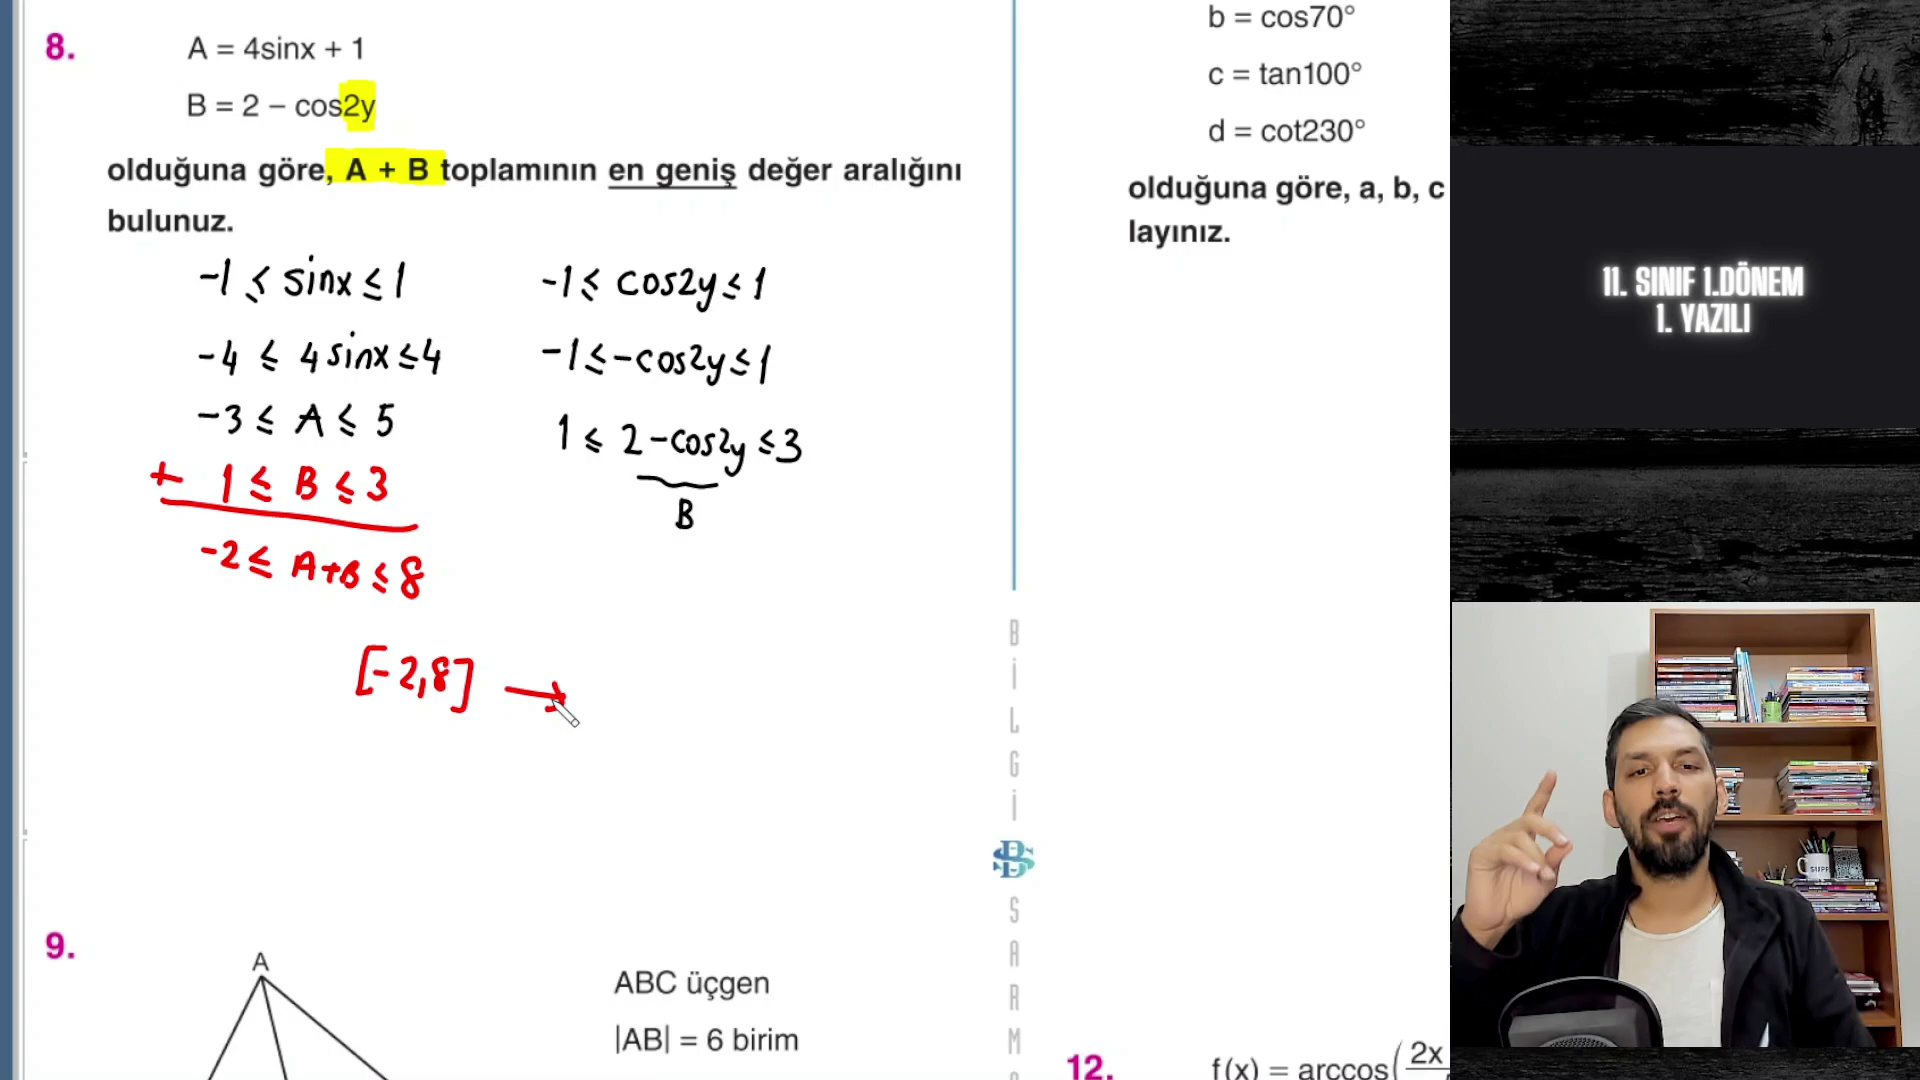 8.
A = 4sinx + 1
B = 2 – cos2y
olduğuna göre, A + B toplamının en geniş değer aralığını
bulunuz.
-1 ≤ sinx ≤ 1
-4 ≤ 4sinx ≤ 4
-3 ≤ A ≤ 5
+ 1 ≤ B ≤ 3
-2 ≤ A+B ≤ 8
[-2,8] →
-1 ≤ cos2y ≤ 1
-1 ≤ -cos2y ≤ 1
1 ≤ 2-cos2y ≤ 3
B
9.
A
ABC üçgen
|AB| = 6 birim
BİLGİ
SARM
b = cos70°
c = tan100°
d = cot230°
olduğuna göre, a, b, c
layınız.
12.
f(x) = arccos(2x
11. SINIF 1.DÖNEM
1. YAZILI